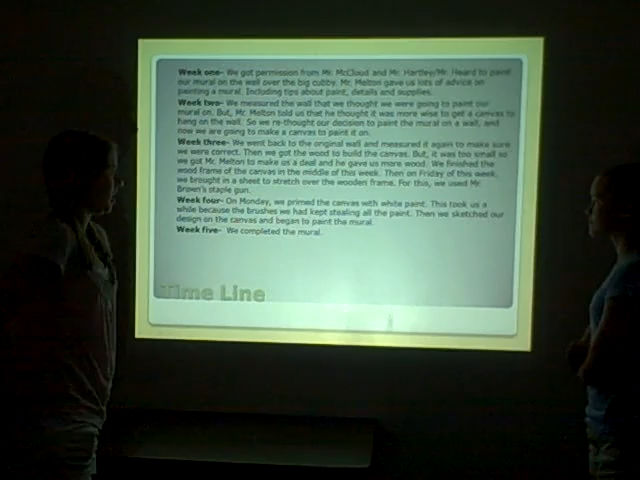 Week one- We got permission from Mr. McCloud and Mr. Hartley/Mr. Heard to paint
our mural on the wall over the big cubby. Mr. Melton gave us lots of advice on
painting a mural. Including tips about paint, details and supplies.
Week two- We measured the wall that we thought we were going to paint our
mural on. But, Mr. Melton told us that he thought it was more wise to get a canvas to
hang on the wall. So we re-thought our decision to paint the mural on a wall, and
now we are going to make a canvas to paint it on.
Week three- We went back to the original wall and measured it again to make sure
we were correct. Then we got the wood to build the canvas. But, it was too small so
we got Mr. Melton to make us a deal and he gave us more wood. We finished the
wood frame of the canvas in the middle of this week. Then on Friday of this week,
we brought in a sheet to stretch over the wooden frame. For this, we used Mr.
Brown's staple gun.
Week four- On Monday, we primed the canvas with white paint. This took us a
while because the brushes we had kept stealing all the paint. Then we sketched our
design on the canvas and began to paint the mural.
Week five- We completed the mural.
Time Line